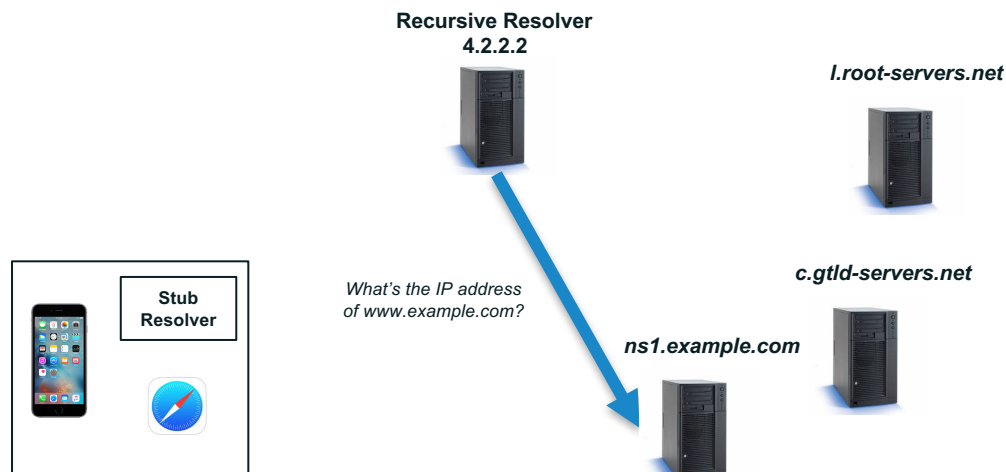 Recursive Resolver
4.2.2.2
l.root-servers.net
Stub
Resolver
What's the IP address
of www.example.com?
c.gtld-servers.net
ns1.example.com